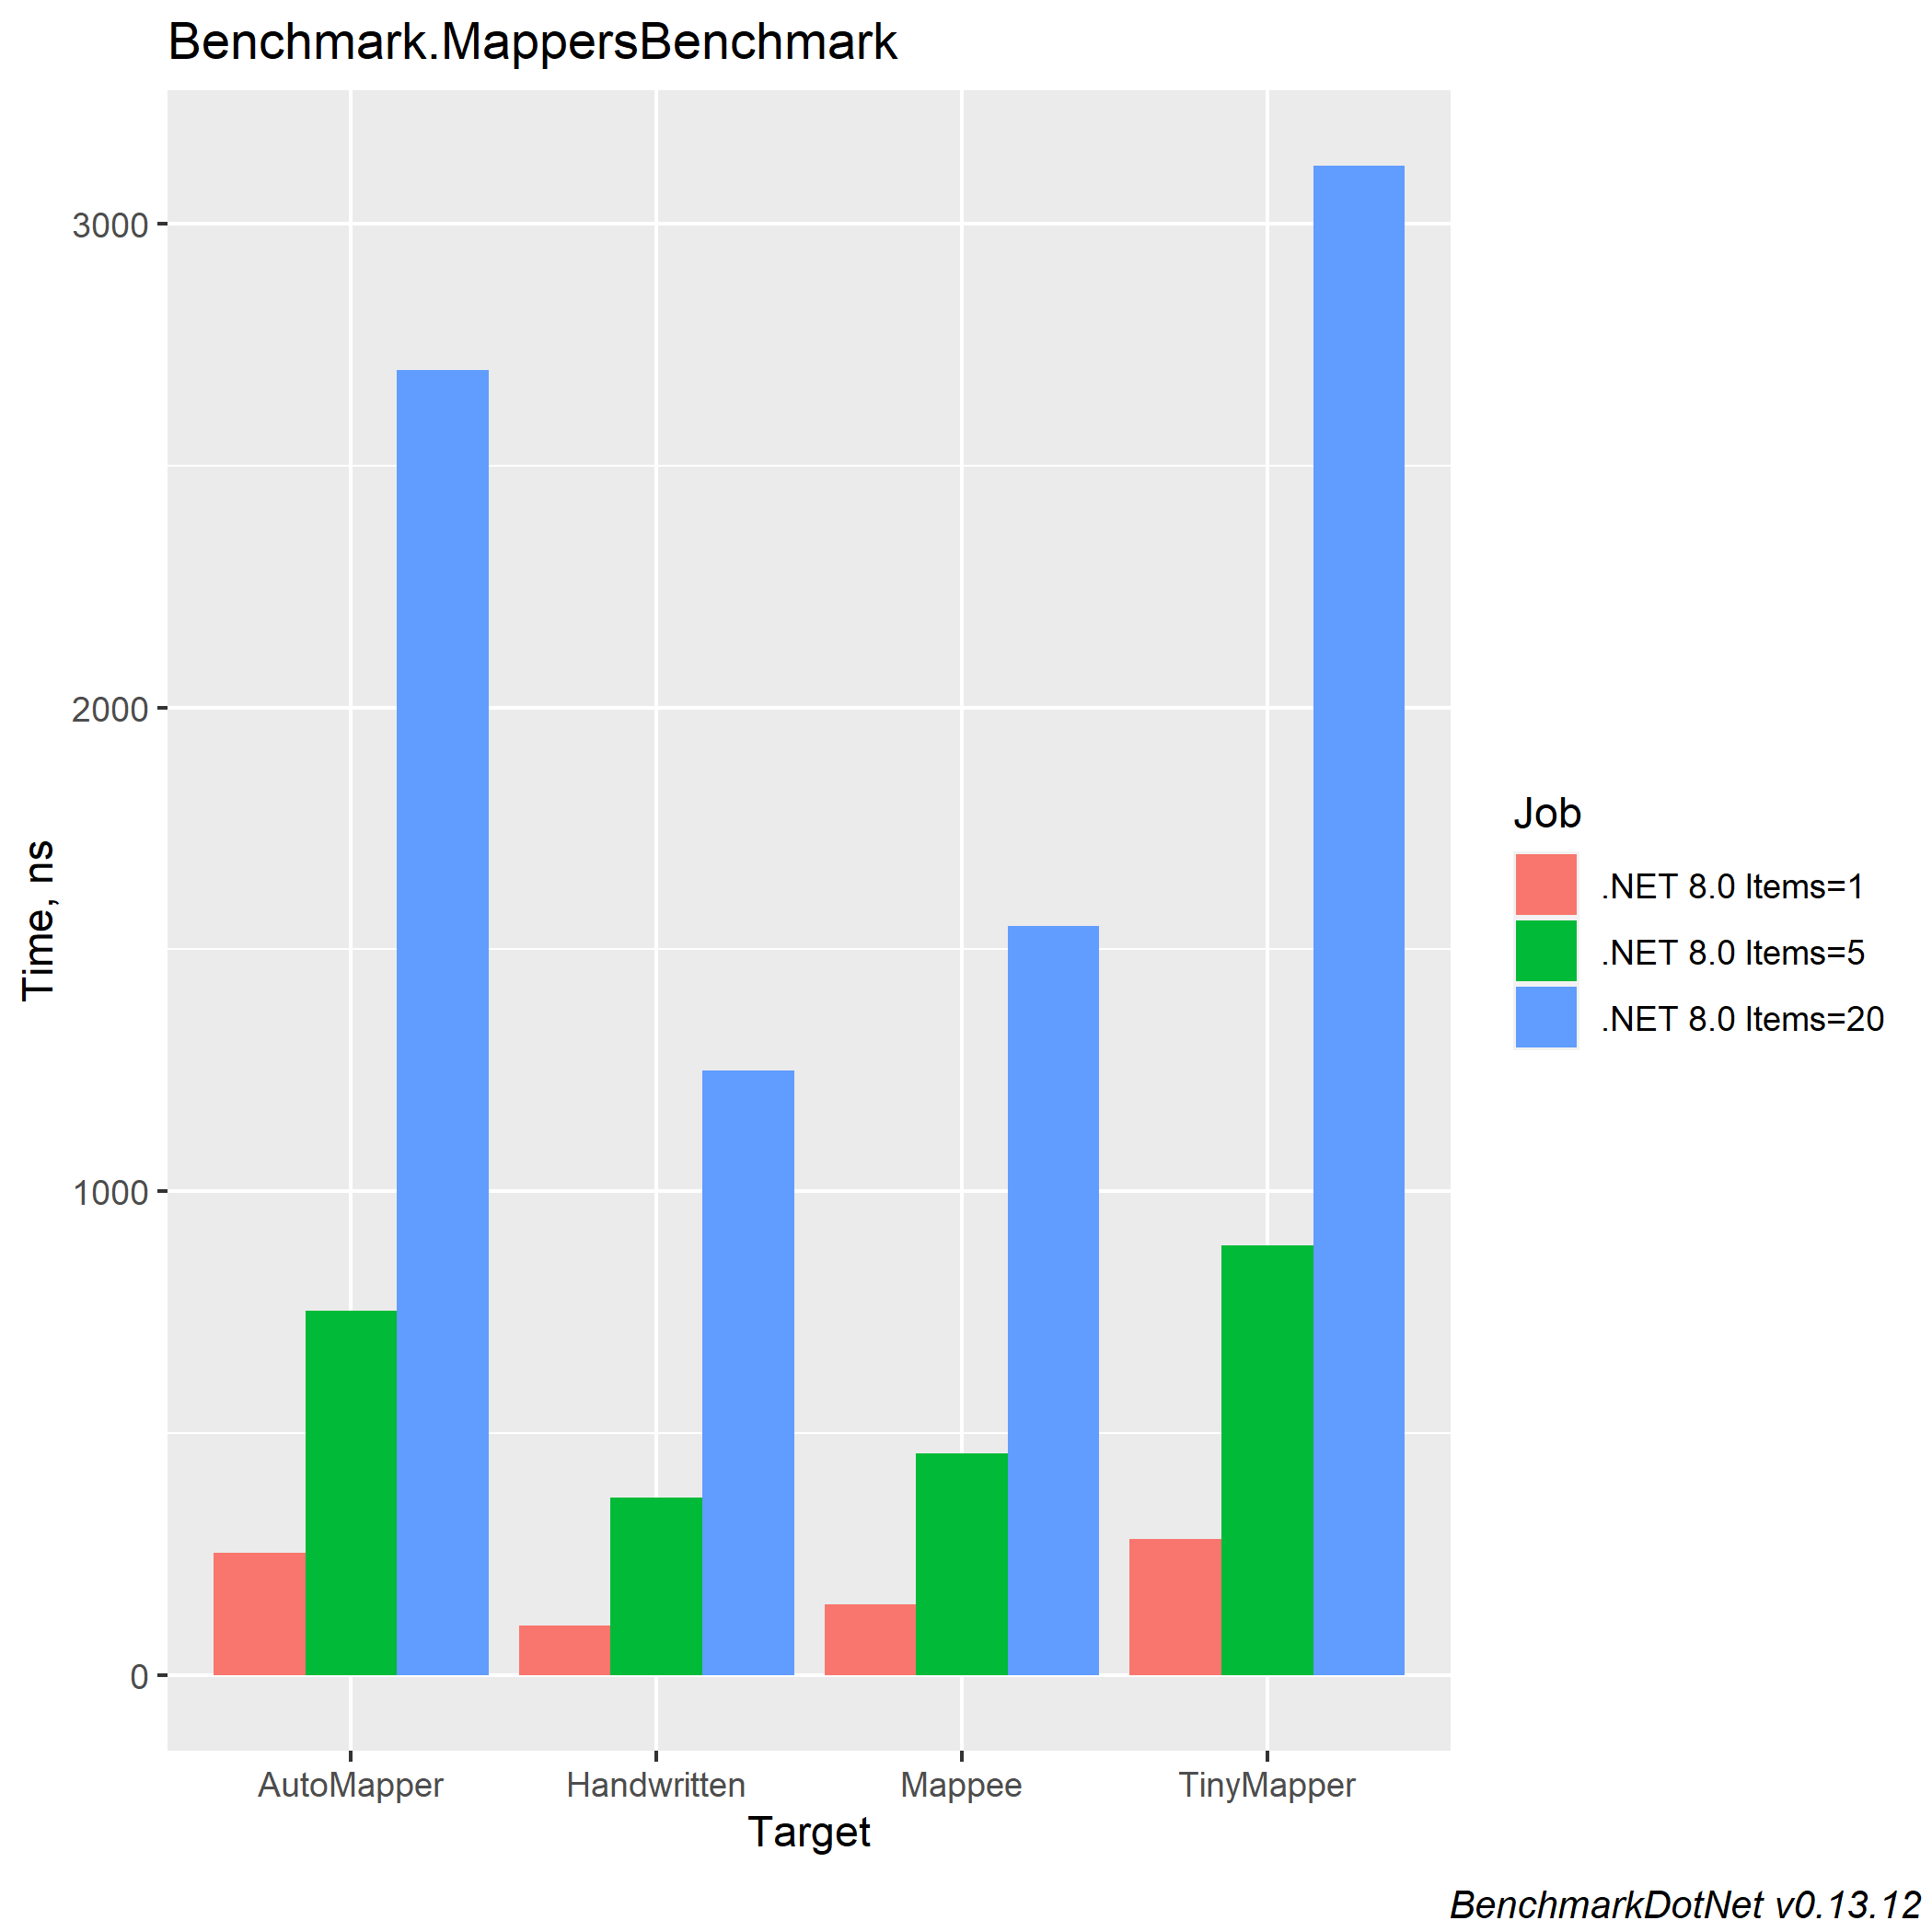 Benchmark.MappersBenchmark
3000
2000
1000
0
Time, ns
AutoMapper
Handwritten
Mappee
TinyMapper
Target
Job
.NET 8.0 Items=1
.NET 8.0 Items=5
.NET 8.0 Items=20
BenchmarkDotNet v0.13.12